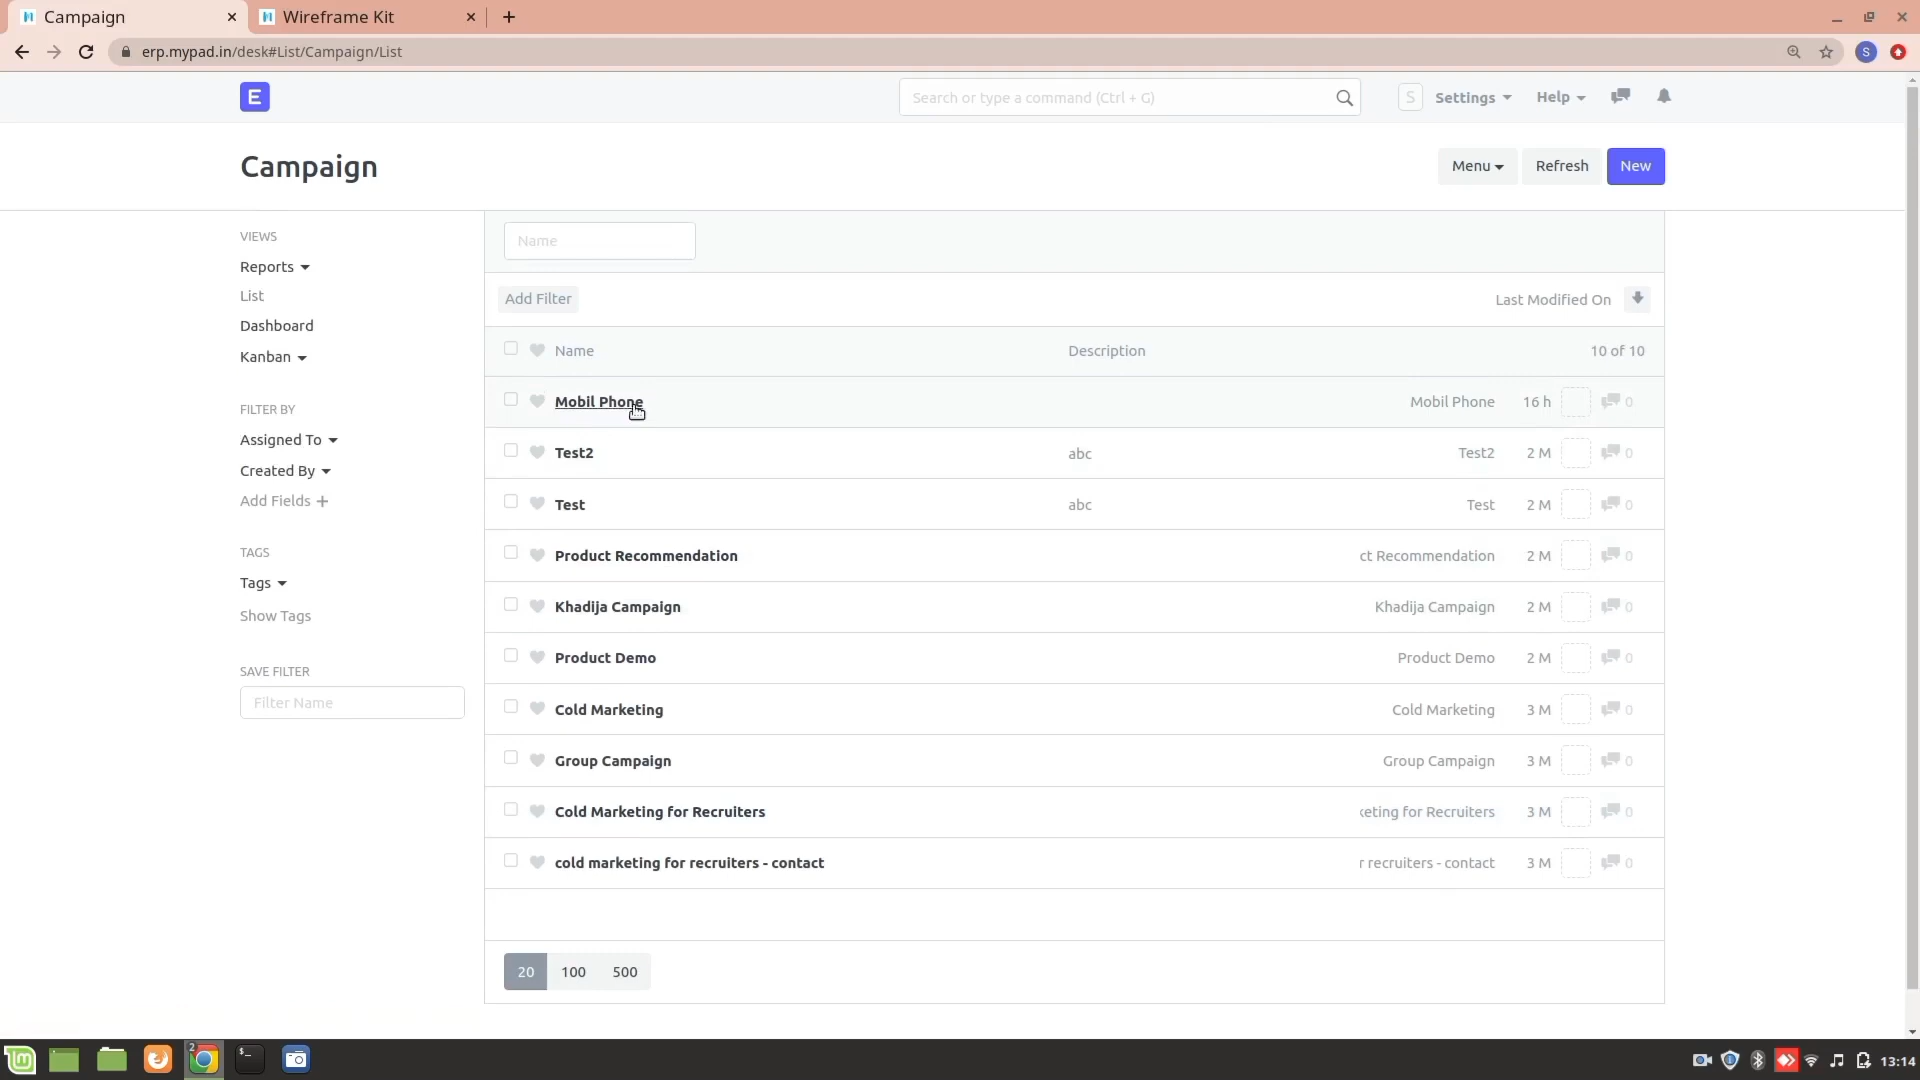 Campaign
Wireframe Kit
erp.mypad.in/desk#List/Campaign/List
S
E
Search or type a command (Ctrl + G)
S
Settings
Help
Campaign
Menu
Refresh
New
VIEWS
Reports
List
Dashboard
Kanban
FILTER BY
Assigned To
Created By
Add Fields
TAGS
Tags
Show Tags
SAVE FILTER
Filter Name
Name
Add Filter
Last Modified On
Name Description 10 of 10
Mobil Phone Mobil Phone 16 h 0
Test2 abc Test2 2 M 0
Test abc Test 2 M 0
Product Recommendation ct Recommendation 2 M 0
Khadija Campaign Khadija Campaign 2 M 0
Product Demo Product Demo 2 M 0
Cold Marketing Cold Marketing 3 M 0
Group Campaign Group Campaign 3 M 0
Cold Marketing for Recruiters keting for Recruiters 3 M 0
cold marketing for recruiters - contact r recruiters - contact 3 M 0
20 100 500
2
13:14